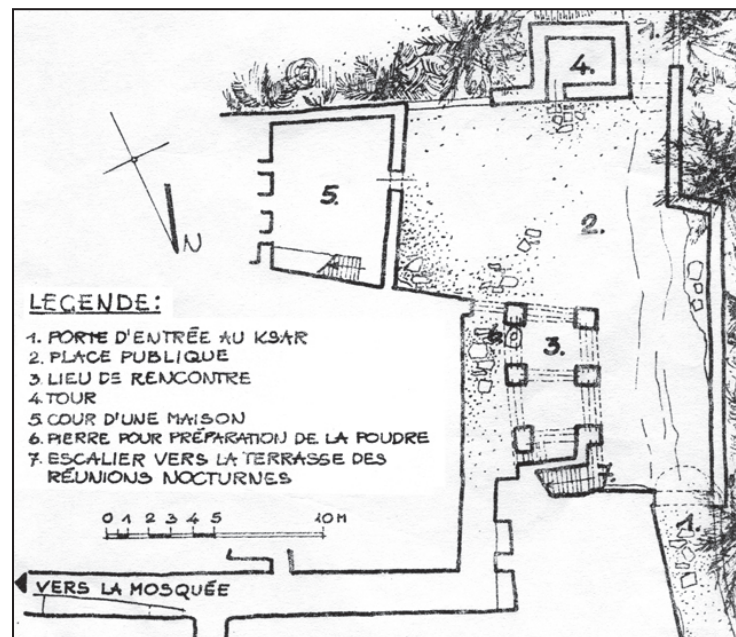 1.
4.
5.
2.
N
LEGENDE:
1. PORTE D'ENTRÉE AU KSAR
2. PLACE PUBLIQUE
3. LIEU DE RENCONTRE
4. TOUR
5. COUR D'UNE MAISON
6. PIERRE POUR PRÉPARATION DE LA POUDRE
7. ESCALIER VERS LA TERRASSE DES
RÉUNIONS NOCTURNES
6.
3.
7.
0 1 2 3 4 5 10 M
1.
VERS LA MOSQUÉE